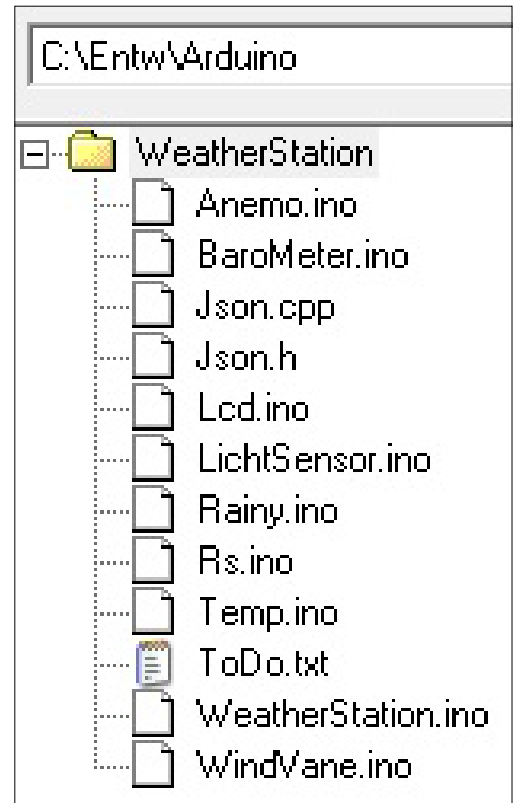 C:\Entw\Arduino
WeatherStation
Anemo.ino
BaroMeter.ino
Json.cpp
Json.h
Lcd.ino
LichtSensor.ino
Rainy.ino
Rs.ino
Temp.ino
ToDo.txt
WeatherStation.ino
WindVane.ino